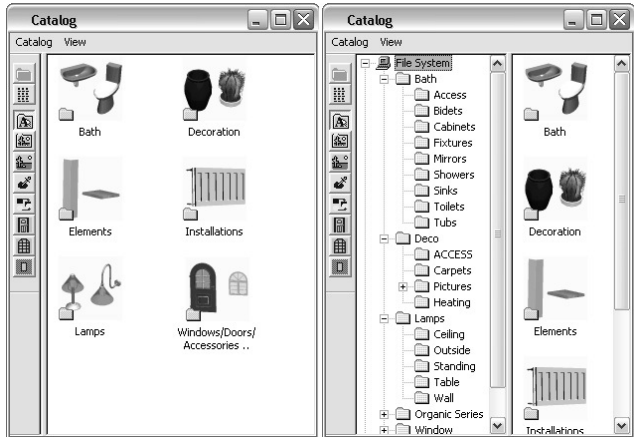 Catalog
Catalog View
Bath
Decoration
Elements
Installations
Lamps
Windows/Doors/
Accessories ..
Catalog
Catalog View
File System
Bath
Access
Bidets
Cabinets
Fixtures
Mirrors
Showers
Sinks
Toilets
Tubs
Deco
ACCESS
Carpets
Pictures
Heating
Lamps
Ceiling
Outside
Standing
Table
Wall
Organic Series
Window
Bath
Decoration
Elements
Installations